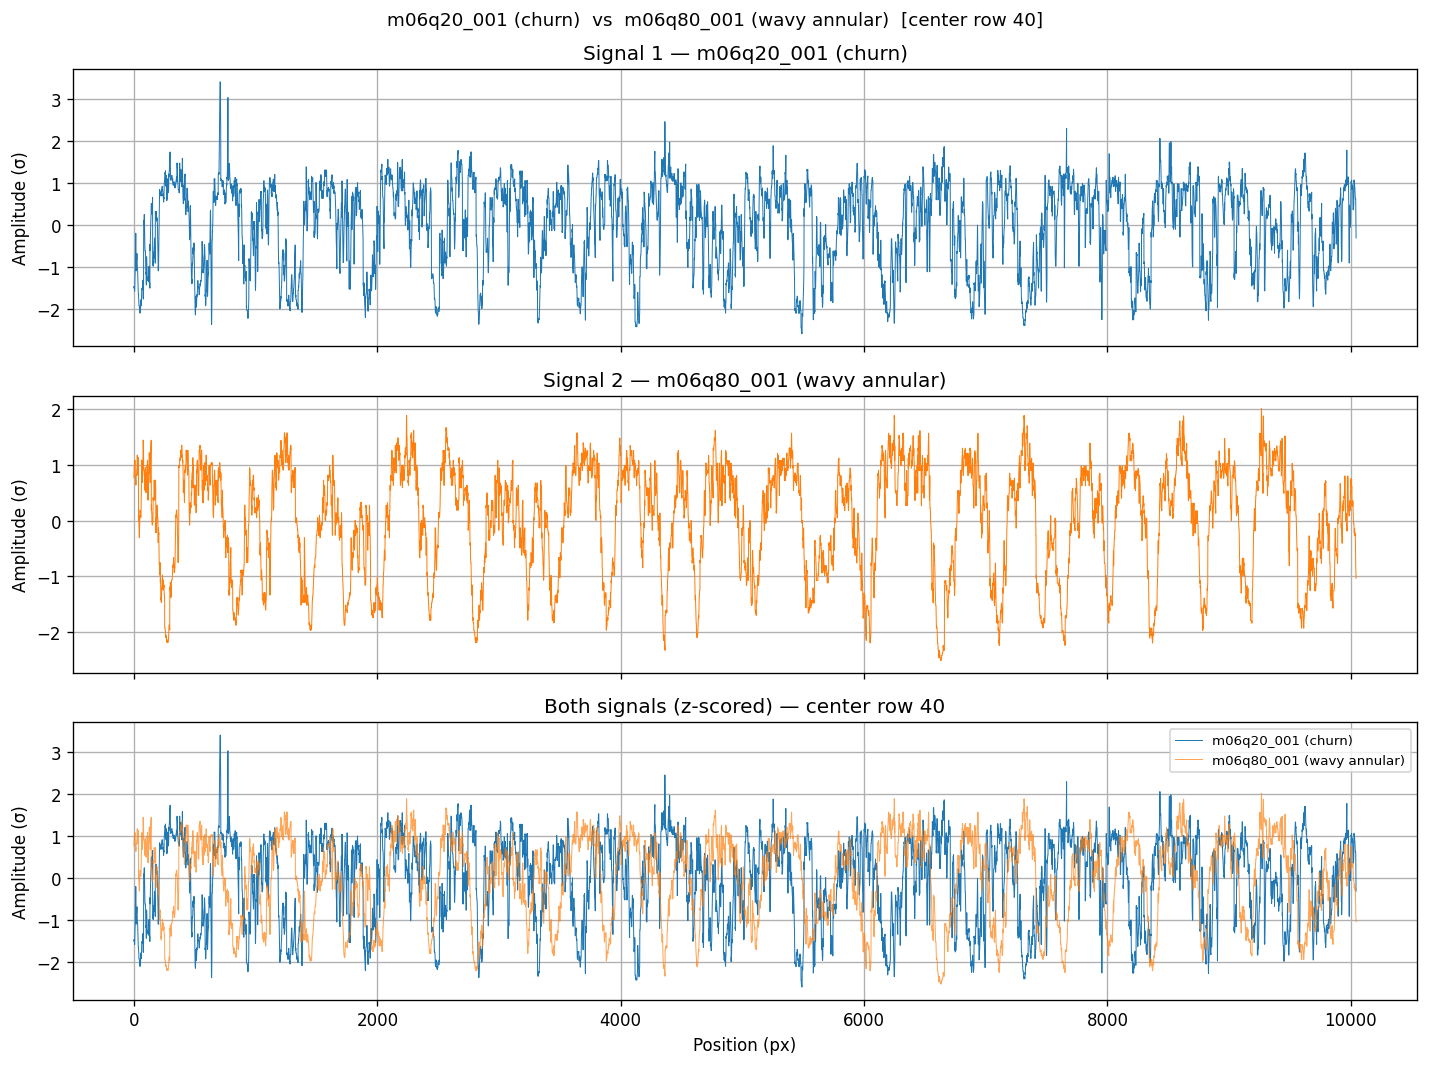 m06q20_001 (churn)  vs  m06q80_001 (wavy annular)  [center row 40]
Signal 1 — m06q20_001 (churn)
Amplitude (σ)
3
2
1
0
−1
−2
Signal 2 — m06q80_001 (wavy annular)
Amplitude (σ)
2
1
0
−1
−2
Both signals (z-scored) — center row 40
m06q20_001 (churn)
m06q80_001 (wavy annular)
Amplitude (σ)
3
2
1
0
−1
−2
0 2000 4000 6000 8000 10000
Position (px)